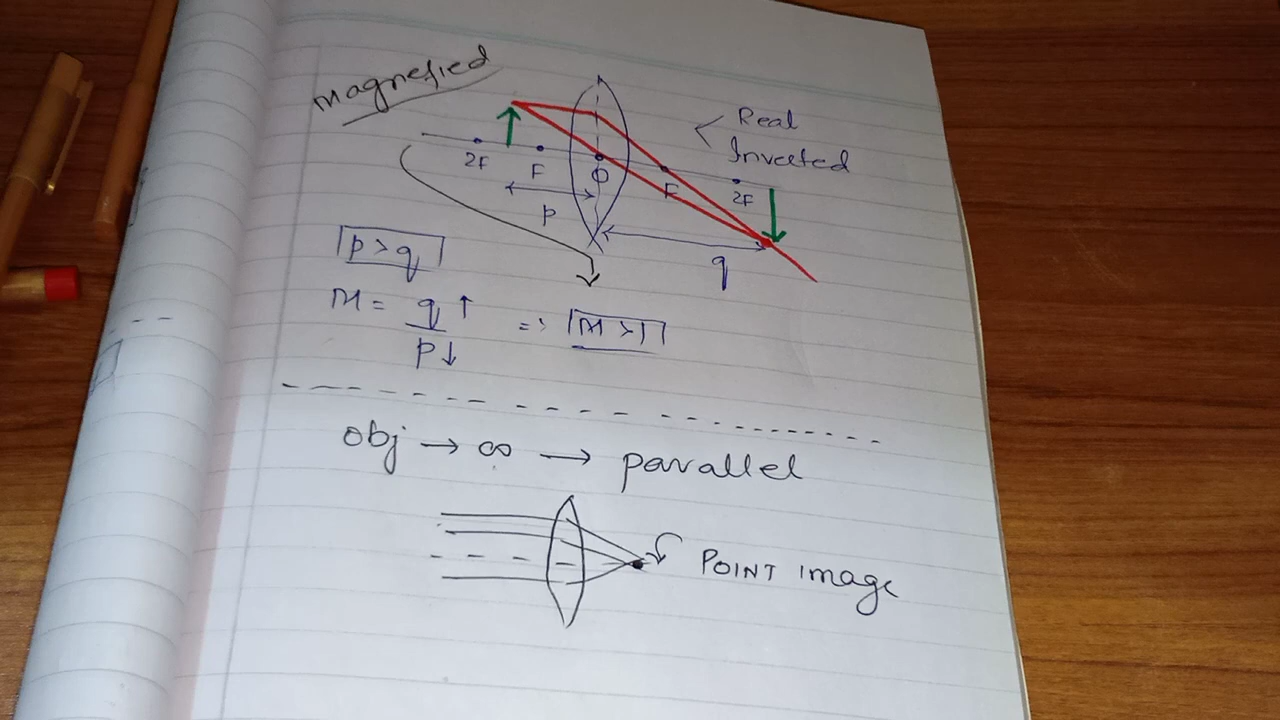 magnefied
Real
Inverted
2F F O F 2F
p
q
p > q
M = q ↑
p ↓
=> M > 1
obj → ∞ → parallel
POINT image